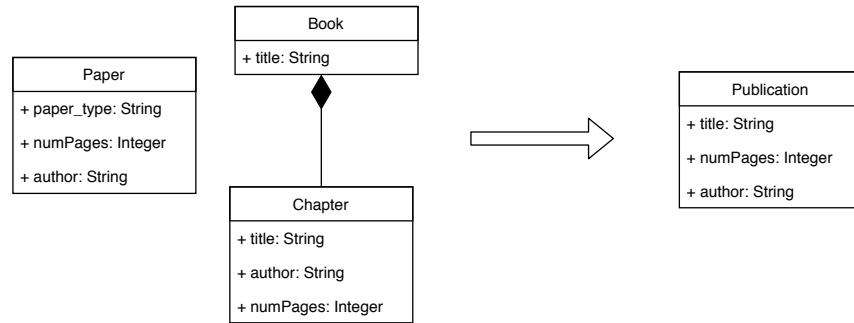 Paper
+ paper_type: String
+ numPages: Integer
+ author: String
Book
+ title: String
Chapter
+ title: String
+ author: String
+ numPages: Integer
Publication
+ title: String
+ numPages: Integer
+ author: String